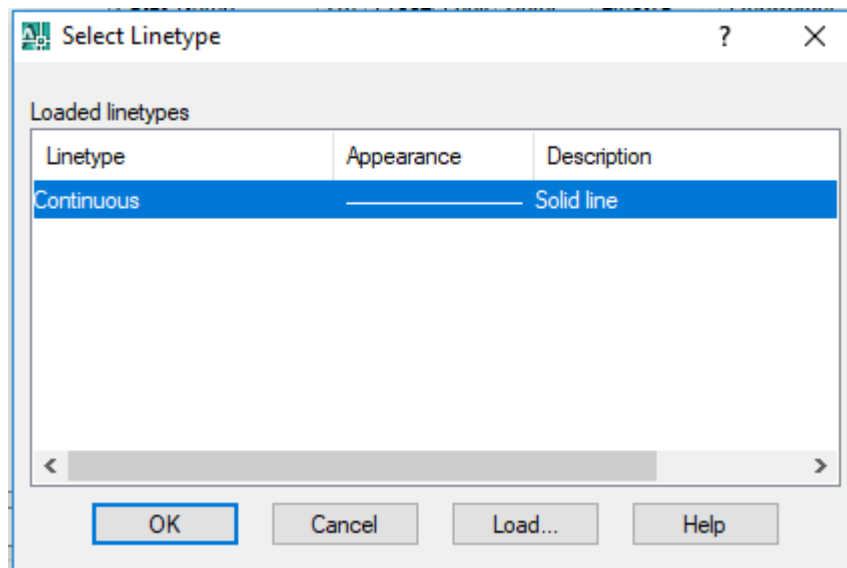 Select Linetype
Loaded linetypes
Linetype Appearance Description
Continuous Solid line
OK Cancel Load... Help